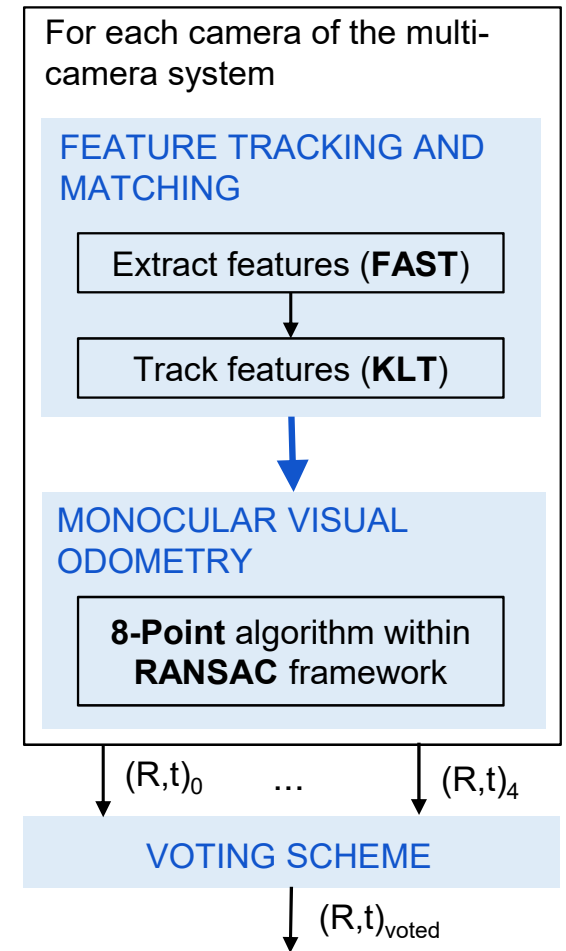 For each camera of the multi-
camera system
FEATURE TRACKING AND
MATCHING
Extract features (FAST)
Track features (KLT)
MONOCULAR VISUAL
ODOMETRY
8-Point algorithm within
RANSAC framework
(R,t)₀ ... (R,t)₄
VOTING SCHEME
(R,t)voted